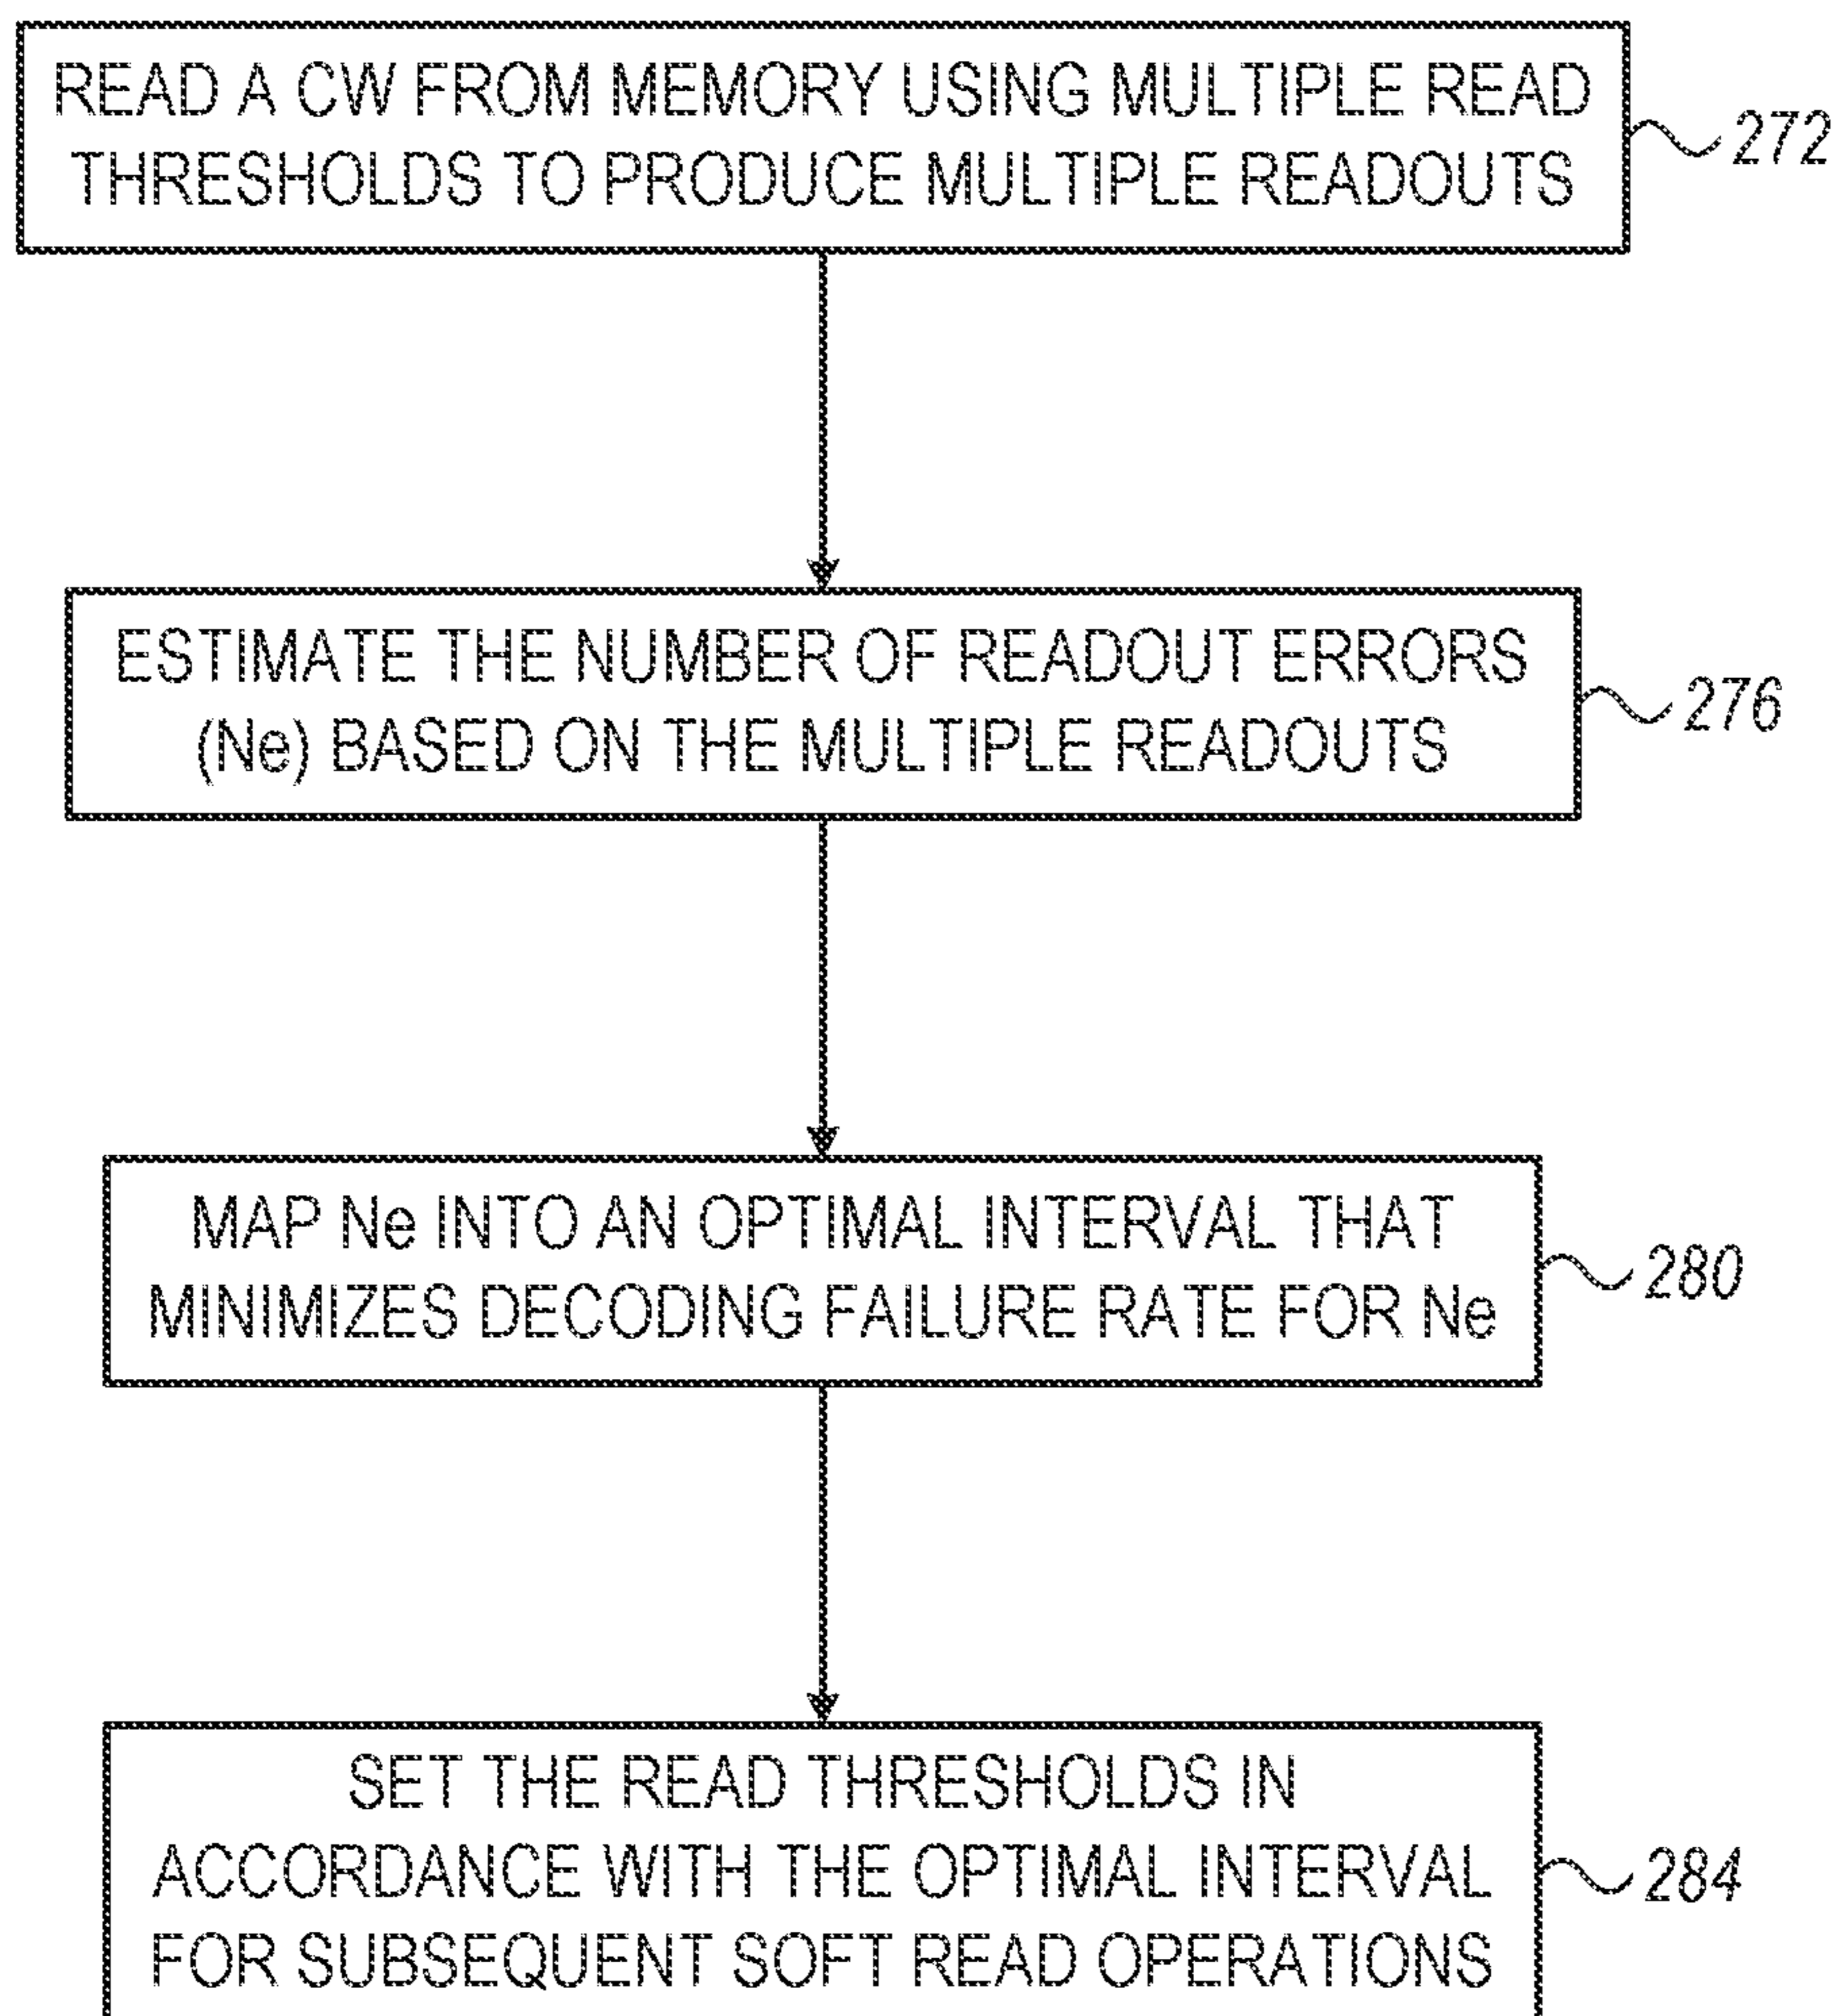 READ A CW FROM MEMORY USING MULTIPLE READ
THRESHOLDS TO PRODUCE MULTIPLE READOUTS
272
ESTIMATE THE NUMBER OF READOUT ERRORS
(Ne) BASED ON THE MULTIPLE READOUTS
276
MAP Ne INTO AN OPTIMAL INTERVAL THAT
MINIMIZES DECODING FAILURE RATE FOR Ne
280
SET THE READ THRESHOLDS IN
ACCORDANCE WITH THE OPTIMAL INTERVAL
FOR SUBSEQUENT SOFT READ OPERATIONS
284